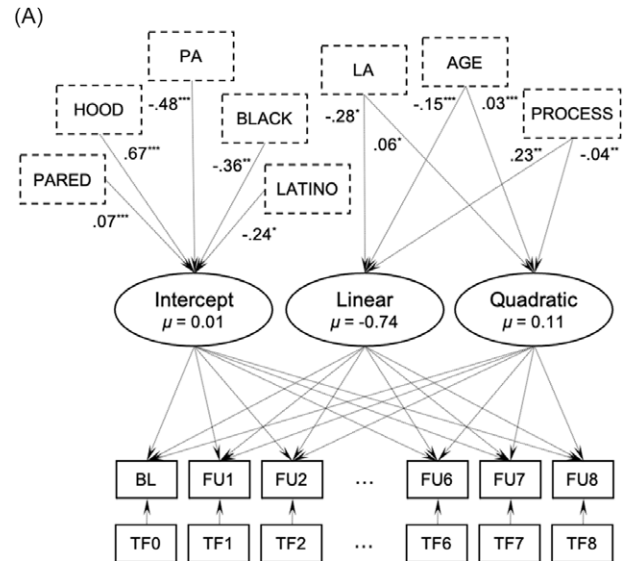 (A)
PA
LA
AGE
HOOD
-.48***
BLACK
-.28*
-.15***
.03***
PROCESS
PARED
.67***
-.36**
.06*
.23**
-.04**
LATINO
.07***
-.24*
Intercept
μ = 0.01
Linear
μ = -0.74
Quadratic
μ = 0.11
BL FU1 FU2 ... FU6 FU7 FU8
TF0 TF1 TF2 ... TF6 TF7 TF8